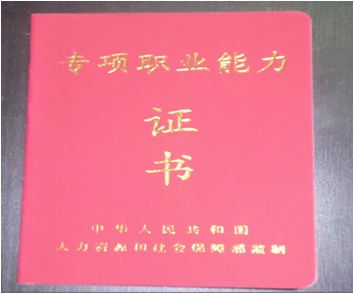 专项职业能力
证
书
中华人民共和国
人力资源和社会保障部监制